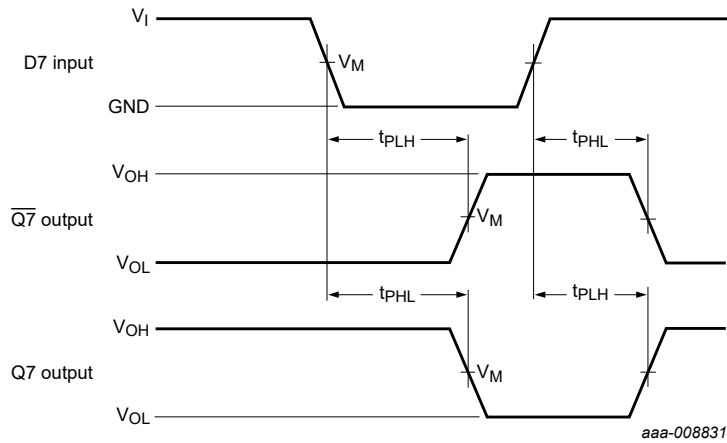 V_I
D7 input
V_M
GND
t_PLH
t_PHL
V_OH
Q̅7̅ output
V_M
V_OL
t_PHL
t_PLH
V_OH
Q7 output
V_M
V_OL
aaa-008831